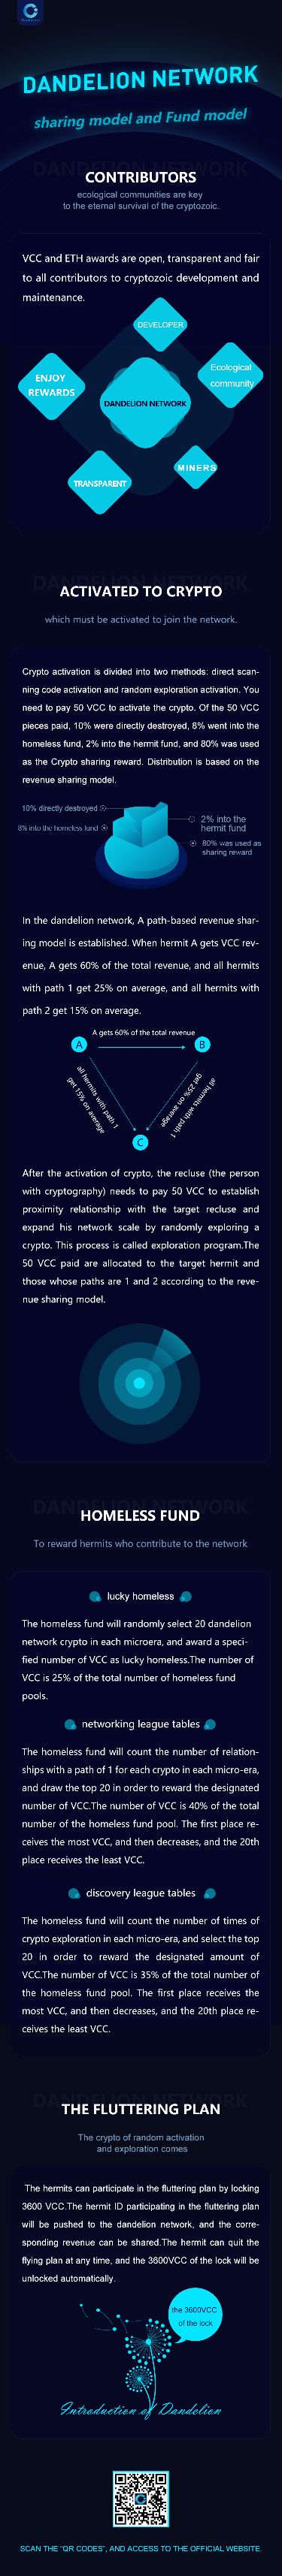 DANDELION NETWORK
sharing model and Fund model
CONTRIBUTORS
ecological communities are key
to the eternal survival of the cryptozoic.
VCC and ETH awards are open, transparent and fair
to all contributors to cryptozoic development and
maintenance.
DEVELOPER
Ecological
community
ENJOY
REWARDS
DANDELION NETWORK
MINERS
TRANSPARENT
DANDELION NETWORK
ACTIVATED TO CRYPTO
which must be activated to join the network.
Crypto activation is divided into two methods: direct scan-
ning code activation and random exploration activation. You
need to pay 50 VCC to activate the crypto. Of the 50 VCC
pieces paid, 10% were directly destroyed, 8% went into the
homeless fund, 2% into the hermit fund, and 80% was used
as the Crypto sharing reward. Distribution is based on the
revenue sharing model.
10% directly destroyed
8% into the homeless fund
2% into the
hermit fund
80% was used as
sharing reward
In the dandelion network, A path-based revenue shar-
ing model is established. When hermit A gets VCC rev-
enue, A gets 60% of the total revenue, and all hermits
with path 1 get 25% on average, and all hermits with
path 2 get 15% on average.
A gets 60% of the total revenue
A
B
all hermits with path 1
get 15% on average
all hermits with path 1
get 25% on average
C
After the activation of crypto, the recluse (the person
with cryptography) needs to pay 50 VCC to establish
proximity relationship with the target recluse and
expand his network scale by randomly exploring a
crypto. This process is called exploration program.The
50 VCC paid are allocated to the target hermit and
those whose paths are 1 and 2 according to the reve-
nue sharing model.
DANDELION NETWORK
HOMELESS FUND
To reward hermits who contribute to the network
lucky homeless
The homeless fund will randomly select 20 dandelion
network crypto in each microera, and award a speci-
fied number of VCC as lucky homeless.The number of
VCC is 25% of the total number of homeless fund
pools.
networking league tables
The homeless fund will count the number of relation-
ships with a path of 1 for each crypto in each micro-era,
and draw the top 20 in order to reward the designated
number of VCC.The number of VCC is 40% of the total
number of the homeless fund pool. The first place re-
ceives the most VCC, and then decreases, and the 20th
place receives the least VCC.
discovery league tables
The homeless fund will count the number of times of
crypto exploration in each micro-era, and select the top
20 in order to reward the designated amount of
VCC.The number of VCC is 35% of the total number of
the homeless fund pool. The first place receives the
most VCC, and then decreases, and the 20th place re-
ceives the least VCC.
DANDELION NETWORK
THE FLUTTERING PLAN
The crypto of random activation
and exploration comes
The hermits can participate in the fluttering plan by locking
3600 VCC.The hermit ID participating in the fluttering plan
will be pushed to the dandelion network, and the corre-
sponding revenue can be shared.The hermit can quit the
flying plan at any time, and the 3600VCC of the lock will be
unlocked automatically.
the 3600VCC
of the lock
Introduction of Dandelion
SCAN THE "QR CODES", AND ACCESS TO THE OFFICIAL WEBSITE.